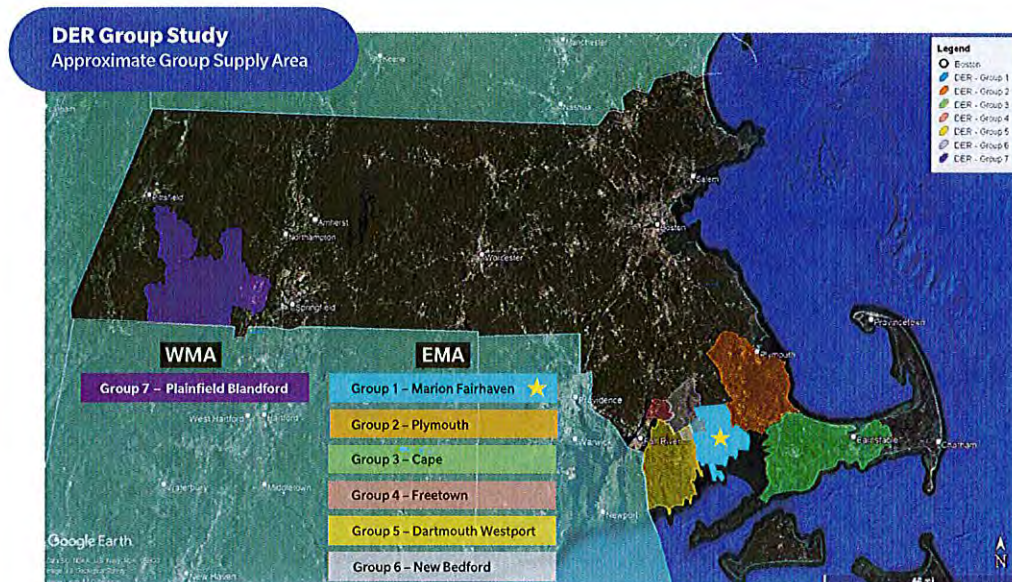 DER Group Study
Approximate Group Supply Area
Manchester
Keene
Nashua
Legend
Boston
DER - Group 1
DER - Group 2
DER - Group 3
DER - Group 4
DER - Group 5
DER - Group 6
DER - Group 7
Salem
Pittsfield
Amherst
Northampton
Boston
Worcester
Springfield
Provincetown
Plymouth
WMA
EMA
Group 7 – Plainfield Blandford
Group 1 – Marion Fairhaven
Providence
West Hartford
Hartford
Group 2 – Plymouth
Warwick
Fall River
Barnstable
Chatham
Group 3 – Cape
Waterbury
Middletown
Group 4 – Freetown
Newport
Group 5 – Dartmouth Westport
Google Earth
Group 6 – New Bedford
New Haven
N